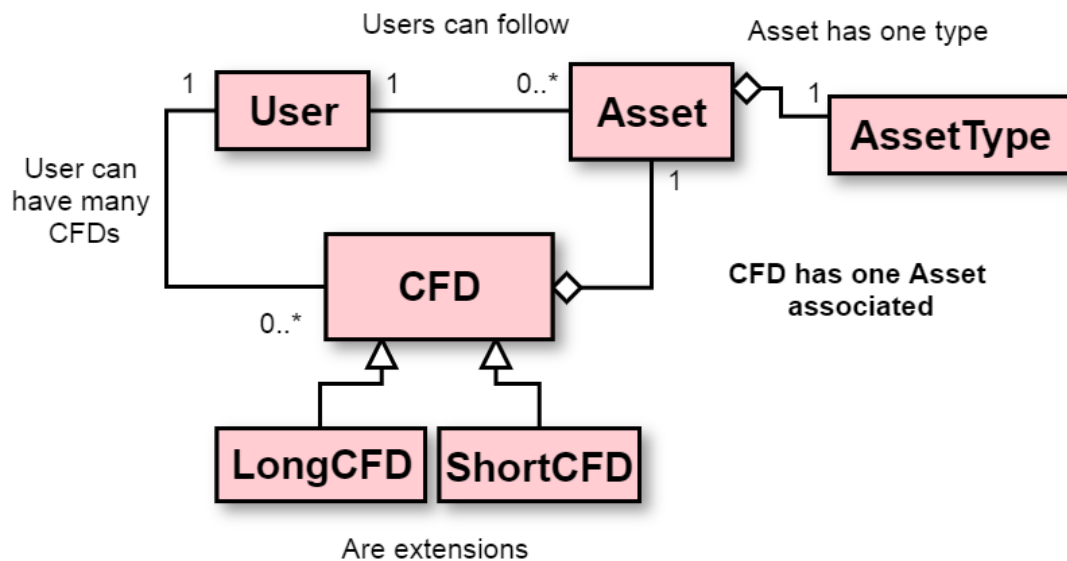 Users can follow
Asset has one type
1
User
1
0..*
Asset
1
AssetType
User can
have many
CFDs
1
CFD
CFD has one Asset
associated
0..*
LongCFD
ShortCFD
Are extensions